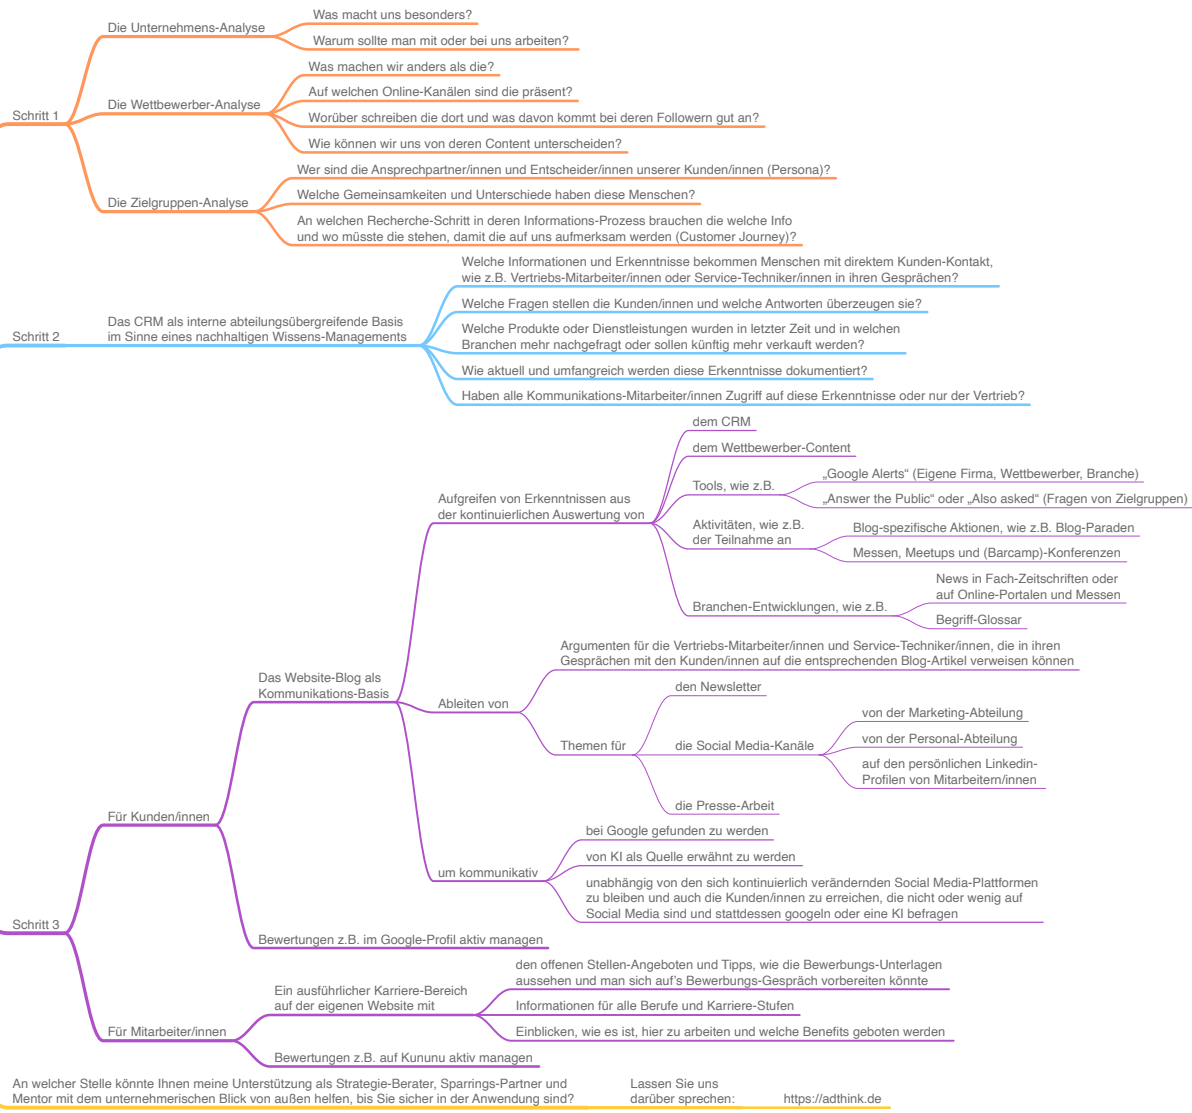 Schritt 1
Die Unternehmens-Analyse
Was macht uns besonders?
Warum sollte man mit oder bei uns arbeiten?
Die Wettbewerber-Analyse
Was machen wir anders als die?
Auf welchen Online-Kanälen sind die präsent?
Worüber schreiben die dort und was davon kommt bei deren Followern gut an?
Wie können wir uns von deren Content unterscheiden?
Die Zielgruppen-Analyse
Wer sind die Ansprechpartner/innen und Entscheider/innen unserer Kunden/innen (Persona)?
Welche Gemeinsamkeiten und Unterschiede haben diese Menschen?
An welchen Recherche-Schritt in deren Informations-Prozess brauchen die welche Info
und wo müsste die stehen, damit die auf uns aufmerksam werden (Customer Journey)?
Schritt 2
Das CRM als interne abteilungsübergreifende Basis
im Sinne eines nachhaltigen Wissens-Managements
Welche Informationen und Erkenntnisse bekommen Menschen mit direktem Kunden-Kontakt,
wie z.B. Vertriebs-Mitarbeiter/innen oder Service-Techniker/innen in ihren Gesprächen?
Welche Fragen stellen die Kunden/innen und welche Antworten überzeugen sie?
Welche Produkte oder Dienstleistungen wurden in letzter Zeit und in welchen
Branchen mehr nachgefragt oder sollen künftig mehr verkauft werden?
Wie aktuell und umfangreich werden diese Erkenntnisse dokumentiert?
Haben alle Kommunikations-Mitarbeiter/innen Zugriff auf diese Erkenntnisse oder nur der Vertrieb?
Schritt 3
Für Kunden/innen
Das Website-Blog als
Kommunikations-Basis
Aufgreifen von Erkenntnissen aus
der kontinuierlichen Auswertung von
dem CRM
dem Wettbewerber-Content
Tools, wie z.B.
„Google Alerts“ (Eigene Firma, Wettbewerber, Branche)
„Answer the Public“ oder „Also asked“ (Fragen von Zielgruppen)
Aktivitäten, wie z.B.
der Teilnahme an
Blog-spezifische Aktionen, wie z.B. Blog-Paraden
Messen, Meetups und (Barcamp)-Konferenzen
Branchen-Entwicklungen, wie z.B.
News in Fach-Zeitschriften oder
auf Online-Portalen und Messen
Begriff-Glossar
Ableiten von
Argumenten für die Vertriebs-Mitarbeiter/innen und Service-Techniker/innen, die in ihren
Gesprächen mit den Kunden/innen auf die entsprechenden Blog-Artikel verweisen können
Themen für
den Newsletter
die Social Media-Kanäle
von der Marketing-Abteilung
von der Personal-Abteilung
auf den persönlichen Linkedin-
Profilen von Mitarbeitern/innen
die Presse-Arbeit
um kommunikativ
bei Google gefunden zu werden
von KI als Quelle erwähnt zu werden
unabhängig von den sich kontinuierlich verändernden Social Media-Plattformen
zu bleiben und auch die Kunden/innen zu erreichen, die nicht oder wenig auf
Social Media sind und stattdessen googeln oder eine KI befragen
Bewertungen z.B. im Google-Profil aktiv managen
Für Mitarbeiter/innen
Ein ausführlicher Karriere-Bereich
auf der eigenen Website mit
den offenen Stellen-Angeboten und Tipps, wie die Bewerbungs-Unterlagen
aussehen und man sich auf's Bewerbungs-Gespräch vorbereiten könnte
Informationen für alle Berufe und Karriere-Stufen
Einblicken, wie es ist, hier zu arbeiten und welche Benefits geboten werden
Bewertungen z.B. auf Kununu aktiv managen
An welcher Stelle könnte Ihnen meine Unterstützung als Strategie-Berater, Sparrings-Partner und
Mentor mit dem unternehmerischen Blick von außen helfen, bis Sie sicher in der Anwendung sind?
Lassen Sie uns
darüber sprechen:
https://adthink.de